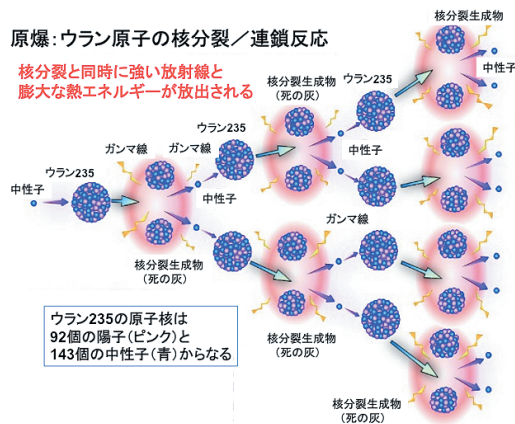 原爆：ウラン原子の核分裂／連鎖反応
核分裂と同時に強い放射線と
膨大な熱エネルギーが放出される
中性子
ウラン235
ガンマ線
核分裂生成物
（死の灰）
ガンマ線
中性子
ウラン235
核分裂生成物
（死の灰）
中性子
ウラン235
核分裂生成物
中性子
ガンマ線
核分裂生成物
（死の灰）
核分裂生成物
（死の灰）
ウラン235の原子核は
92個の陽子（ピンク）と
143個の中性子（青）からなる